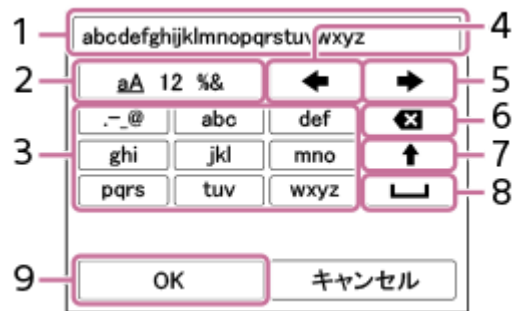 1 abcdefghijklmnopqrstuvwxyz 4
2 aA 12 %& 5
.-_@ abc def 6
3 ghi jkl mno 7
pqrs tuv wxyz 8
9 OK キャンセル